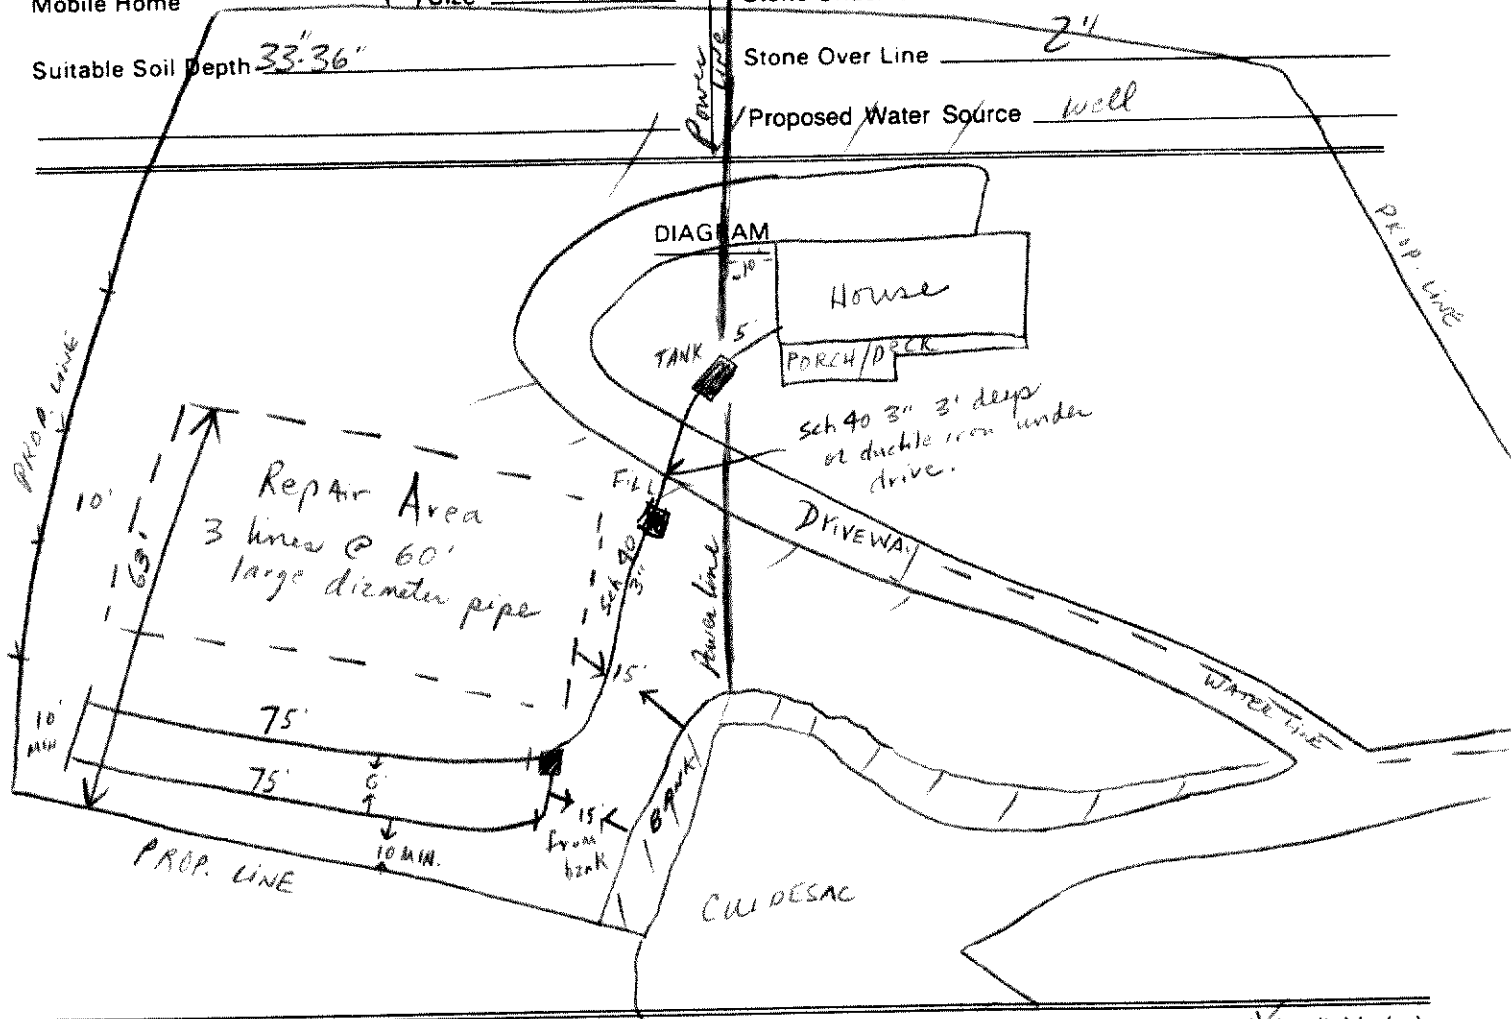 Mobile Home
Suitable Soil Depth 33"-36"
Stone Over Line 2"
Proposed Water Source well
Power Line
DIAGRAM
10'
House
PORCH/DECK
5'
TANK
sch 40 3" 3' deep
or ductile iron under
drive.
PROP. LINE
PROP. LINE
10'
63'
Repair Area
3 lines @ 60'
large diameter pipe
FILL
sch 40
3"
Power line
DRIVEWAY
WATER LINE
15'
10'
MIN
75'
75'
6'
10 MIN.
15'
from
bank
BANK
PROP. LINE
CULDESAC